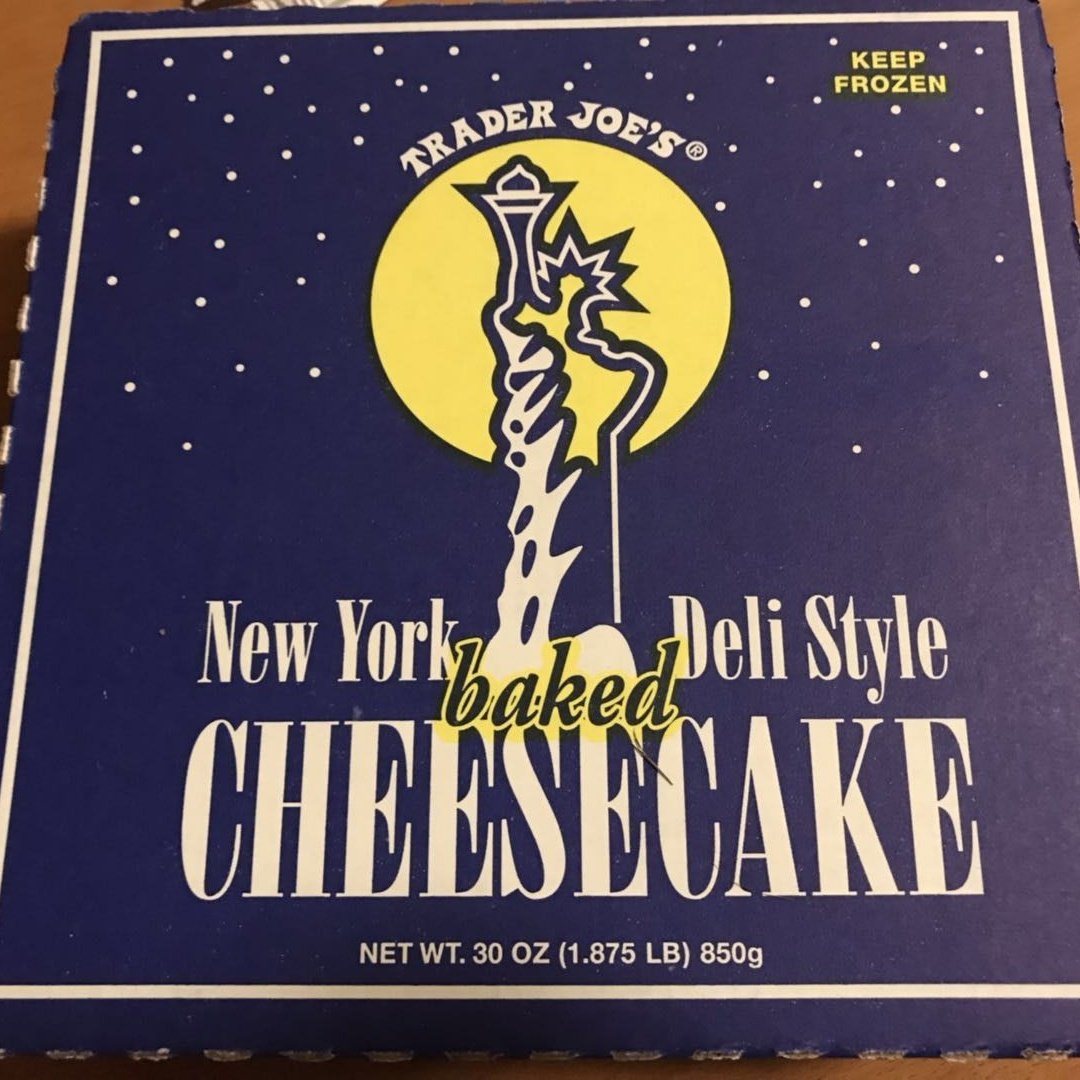 KEEP
FROZEN
TRADER JOE'S®
New York baked Deli Style
CHEESECAKE
NET WT. 30 OZ (1.875 LB) 850g